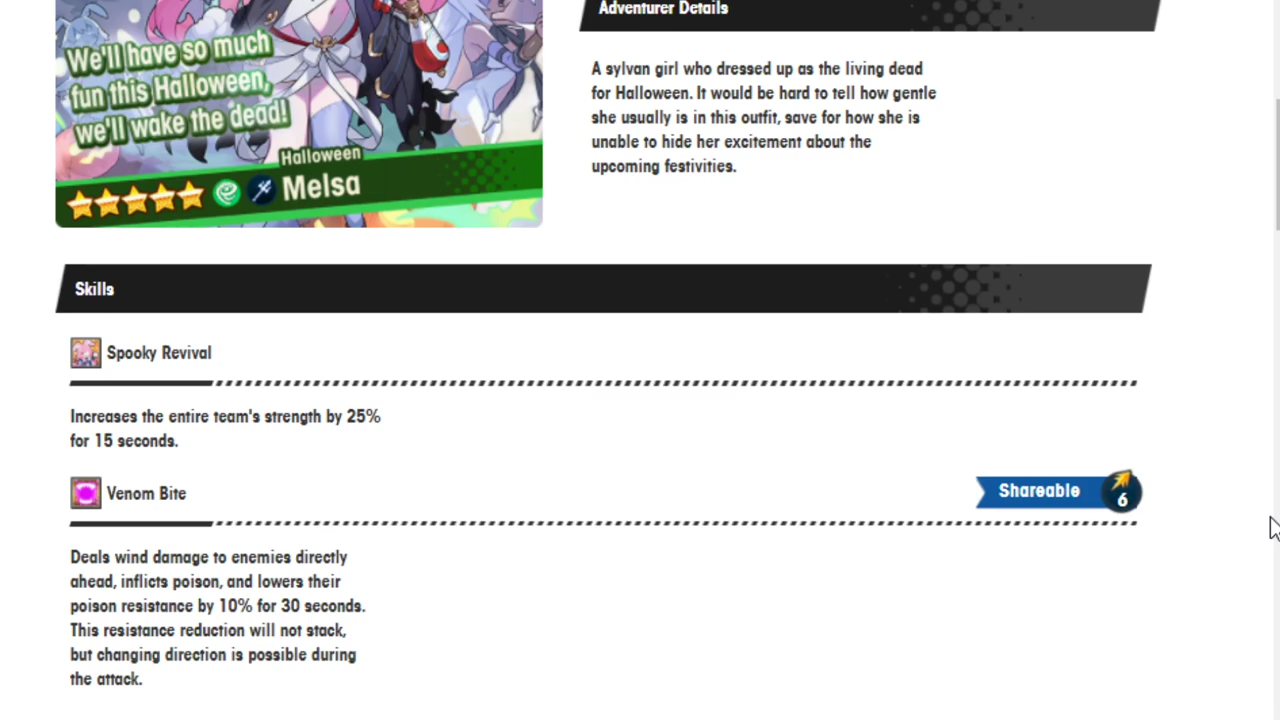 We'll have so much
fun this Halloween,
we'll wake the dead!
Halloween
Melsa
Adventurer Details
A sylvan girl who dressed up as the living dead
for Halloween. It would be hard to tell how gentle
she usually is in this outfit, save for how she is
unable to hide her excitement about the
upcoming festivities.
Skills
Spooky Revival
Increases the entire team's strength by 25%
for 15 seconds.
Venom Bite
Shareable
6
Deals wind damage to enemies directly
ahead, inflicts poison, and lowers their
poison resistance by 10% for 30 seconds.
This resistance reduction will not stack,
but changing direction is possible during
the attack.